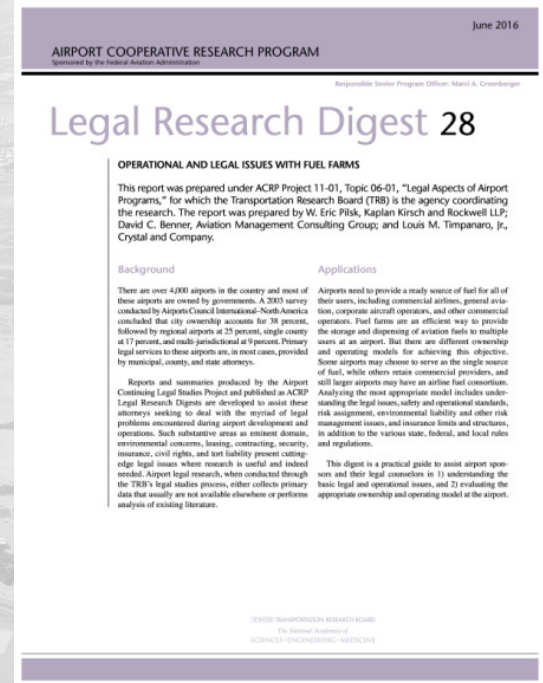 June 2016
AIRPORT COOPERATIVE RESEARCH PROGRAM
Sponsored by the Federal Aviation Administration
Responsible Senior Program Officer: Marci A. Greenberger
Legal Research Digest 28
OPERATIONAL AND LEGAL ISSUES WITH FUEL FARMS
This report was prepared under ACRP Project 11-01, Topic 06-01, “Legal Aspects of Airport
Programs,” for which the Transportation Research Board (TRB) is the agency coordinating
the research. The report was prepared by W. Eric Pilsk, Kaplan Kirsch and Rockwell LLP;
David C. Benner, Aviation Management Consulting Group; and Louis M. Timpanaro, Jr.,
Crystal and Company.
Background
There are over 4,000 airports in the country and most of
these airports are owned by governments. A 2003 survey
conducted by Airports Council International–North America
concluded that city ownership accounts for 38 percent,
followed by regional airports at 25 percent, single county
at 17 percent, and multi-jurisdictional at 9 percent. Primary
legal services to these airports are, in most cases, provided
by municipal, county, and state attorneys.
Reports and summaries produced by the Airport
Continuing Legal Studies Project and published as ACRP
Legal Research Digests are developed to assist these
attorneys seeking to deal with the myriad of legal
problems encountered during airport development and
operations. Such substantive areas as eminent domain,
environmental concerns, leasing, contracting, security,
insurance, civil rights, and tort liability present cutting-
edge legal issues where research is useful and indeed
needed. Airport legal research, when conducted through
the TRB’s legal studies process, either collects primary
data that usually are not available elsewhere or performs
analysis of existing literature.
Applications
Airports need to provide a ready source of fuel for all of
their users, including commercial airlines, general avia-
tion, corporate aircraft operators, and other commercial
operators. Fuel farms are an efficient way to provide
the storage and dispensing of aviation fuels to multiple
users at an airport. But there are different ownership
and operating models for achieving this objective.
Some airports may choose to serve as the single source
of fuel, while others retain commercial providers, and
still larger airports may have an airline fuel consortium.
Analyzing the most appropriate model includes under-
standing the legal issues, safety and operational standards,
risk assignment, environmental liability and other risk
management issues, and insurance limits and structures,
in addition to the various state, federal, and local rules
and regulations.
This digest is a practical guide to assist airport spon-
sors and their legal counselors in 1) understanding the
basic legal and operational issues, and 2) evaluating the
appropriate ownership and operating model at the airport.
TRANSPORTATION RESEARCH BOARD
The National Academies of
SCIENCES • ENGINEERING • MEDICINE